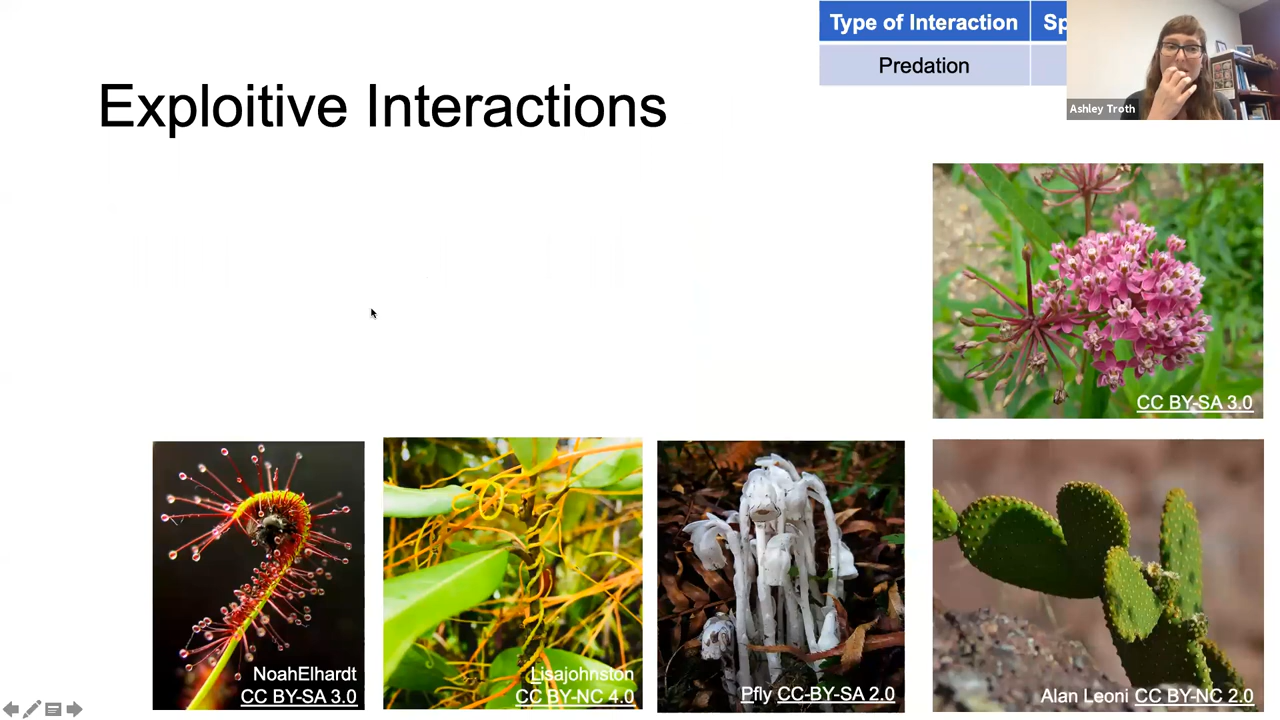 Type of Interaction
Sp
Predation
Ashley Troth
Exploitive Interactions
CC BY-SA 3.0
NoahElhardt
CC BY-SA 3.0
Lisajohnston
CC BY-NC 4.0
Pfly CC-BY-SA 2.0
Alan Leoni CC BY-NC 2.0